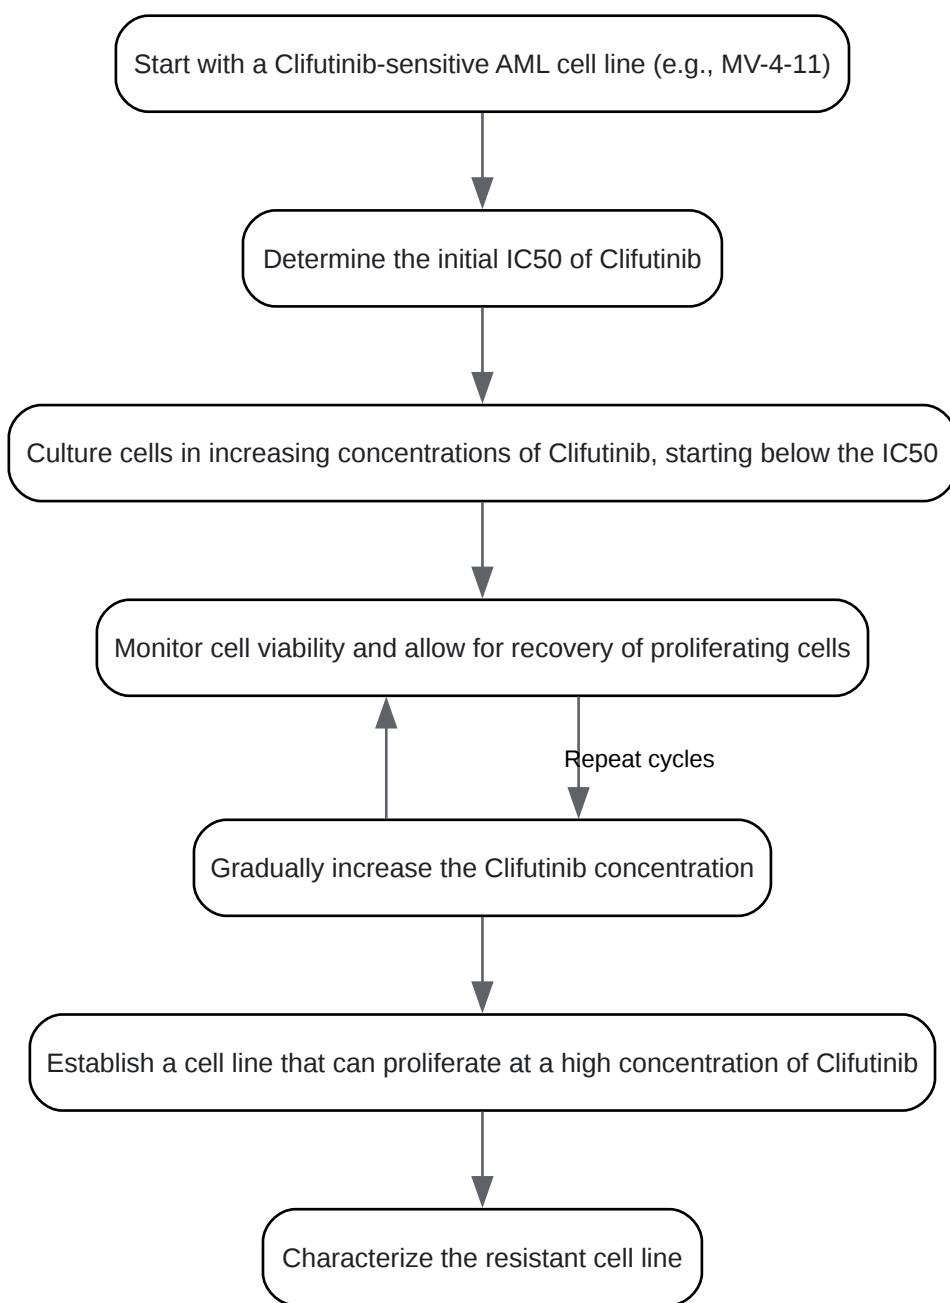 Start with a Clifutinib-sensitive AML cell line (e.g., MV-4-11)
Determine the initial IC50 of Clifutinib
Culture cells in increasing concentrations of Clifutinib, starting below the IC50
Monitor cell viability and allow for recovery of proliferating cells
Repeat cycles
Gradually increase the Clifutinib concentration
Establish a cell line that can proliferate at a high concentration of Clifutinib
Characterize the resistant cell line